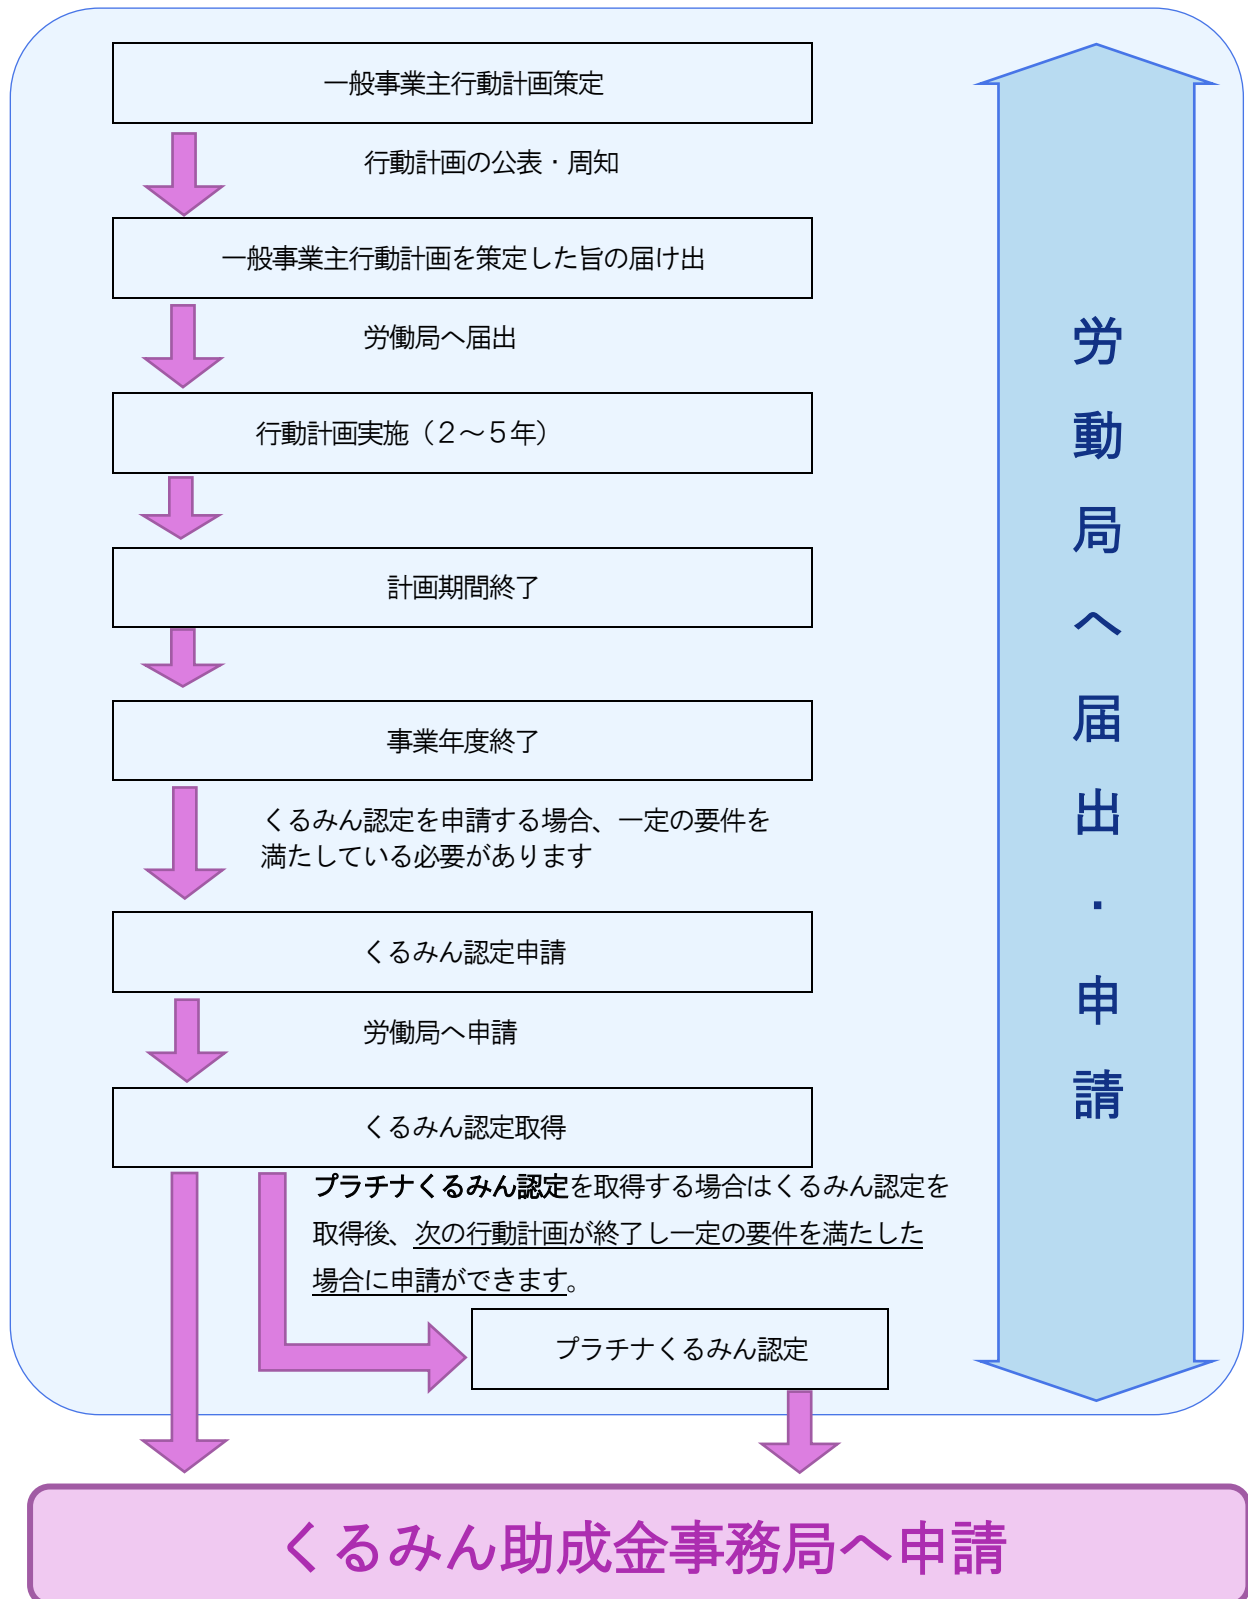 一般事業主行動計画策定
行動計画の公表・周知
一般事業主行動計画を策定した旨の届け出
労働局へ届出
行動計画実施（２～５年）
計画期間終了
事業年度終了
くるみん認定を申請する場合、一定の要件を
満たしている必要があります
くるみん認定申請
労働局へ申請
くるみん認定取得
プラチナくるみん認定を取得する場合はくるみん認定を
取得後、次の行動計画が終了し一定の要件を満たした
場合に申請ができます。
プラチナくるみん認定
労動局へ届出・申請
くるみん助成金事務局へ申請